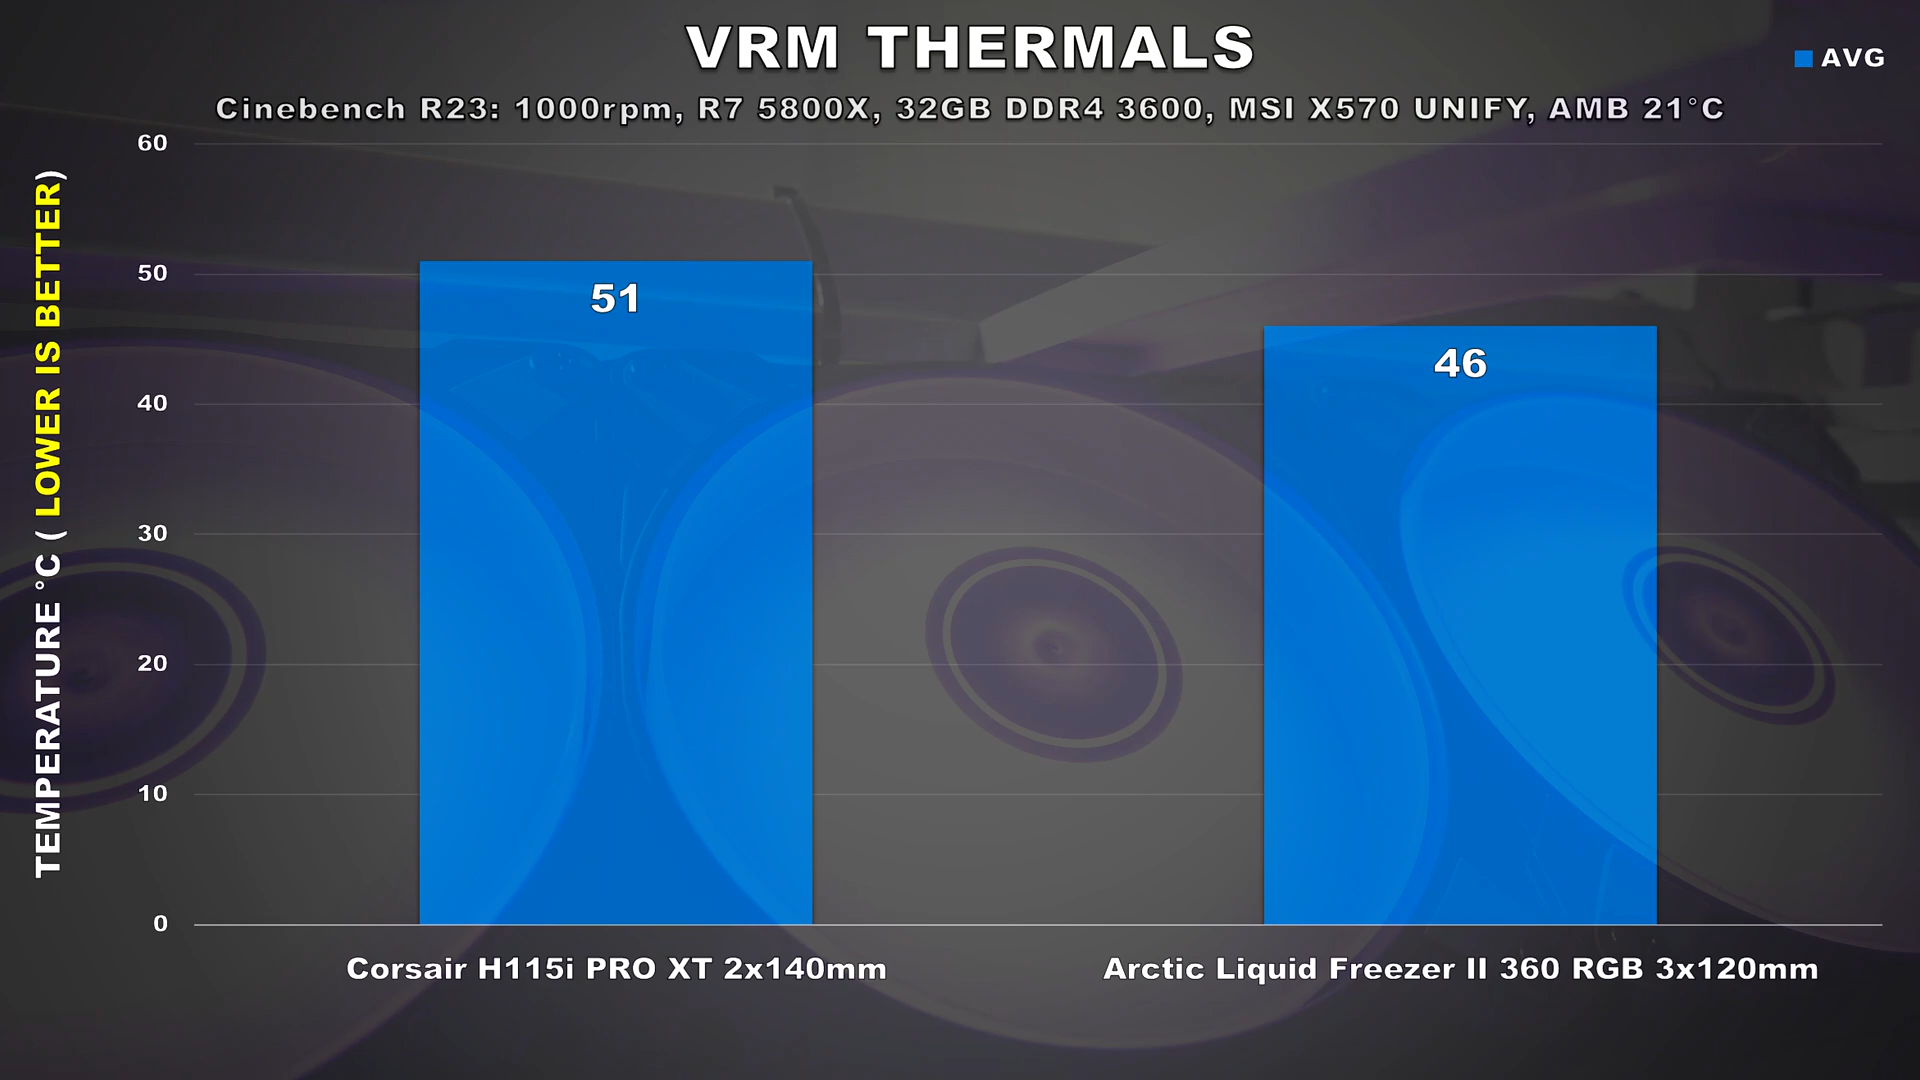 VRM THERMALS
AVG
Cinebench R23: 1000rpm, R7 5800X, 32GB DDR4 3600, MSI X570 UNIFY, AMB 21°C
TEMPERATURE °C ( LOWER IS BETTER)
60
50
40
30
20
10
0
51
46
Corsair H115i PRO XT 2x140mm
Arctic Liquid Freezer II 360 RGB 3x120mm